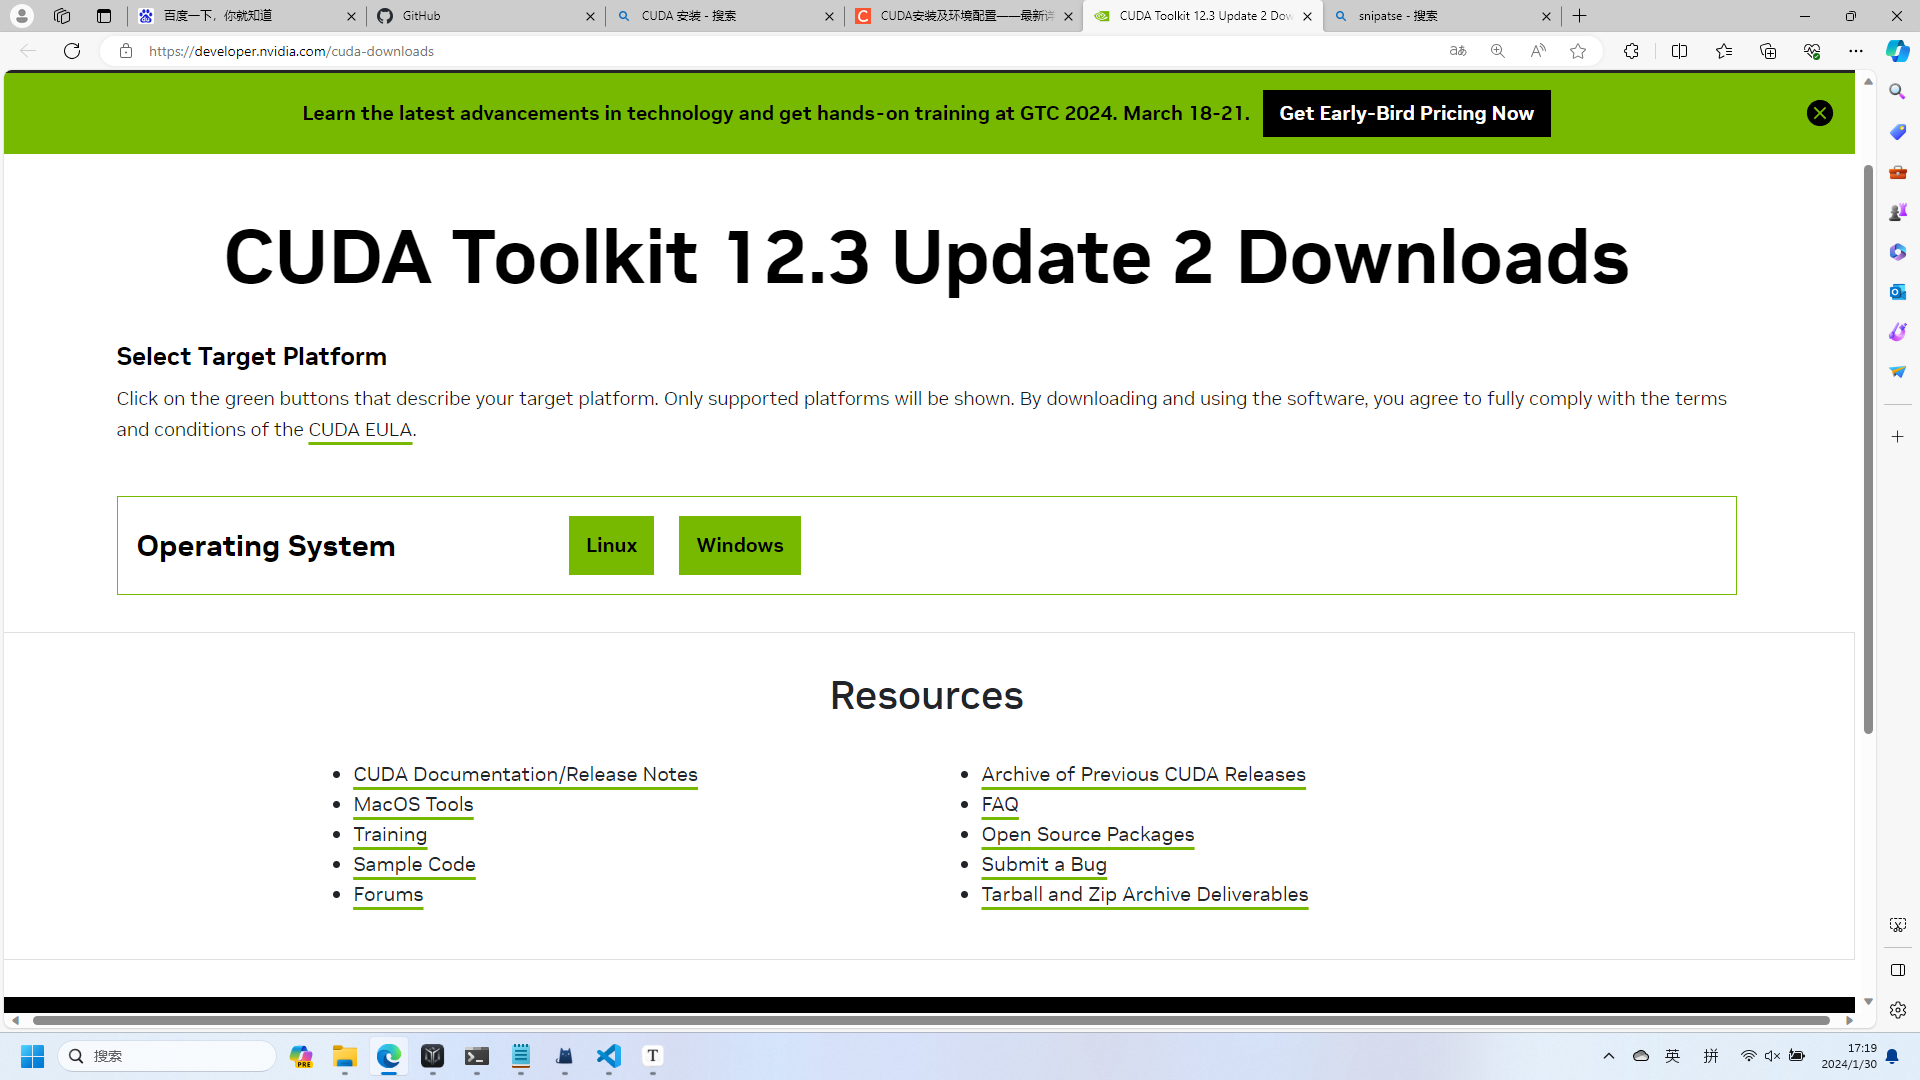 百度一下，你就知道
GitHub
CUDA 安装 - 搜索
CUDA安装及环境配置——最新详
CUDA Toolkit 12.3 Update 2 Dow
snipatse - 搜索
https://developer.nvidia.com/cuda-downloads
Learn the latest advancements in technology and get hands-on training at GTC 2024. March 18-21.
Get Early-Bird Pricing Now
CUDA Toolkit 12.3 Update 2 Downloads
Select Target Platform
Click on the green buttons that describe your target platform. Only supported platforms will be shown. By downloading and using the software, you agree to fully comply with the terms
and conditions of the CUDA EULA.
Operating System
Linux
Windows
Resources
CUDA Documentation/Release Notes
MacOS Tools
Training
Sample Code
Forums
Archive of Previous CUDA Releases
FAQ
Open Source Packages
Submit a Bug
Tarball and Zip Archive Deliverables
搜索
PRE
T
英
拼
17:19
2024/1/30